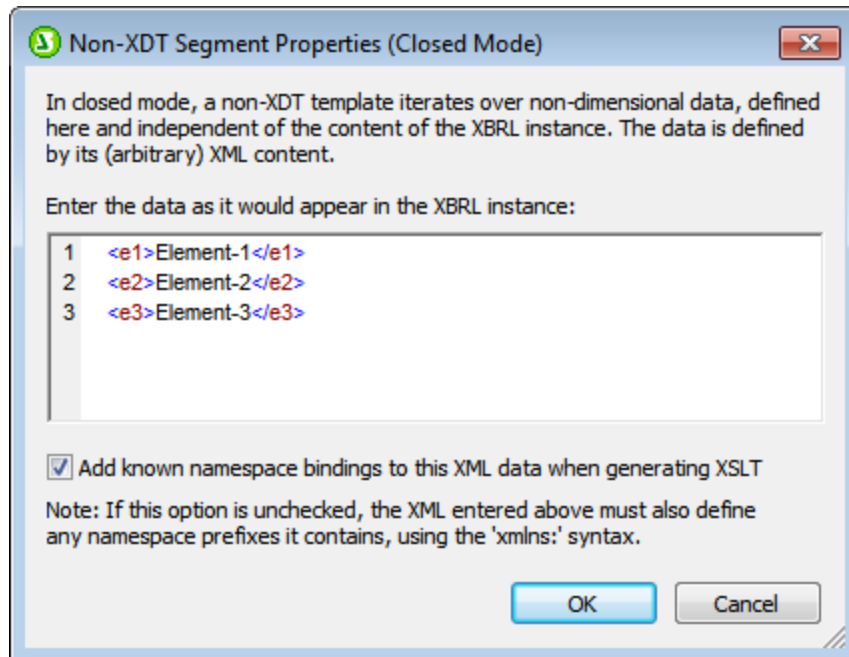 Non-XDT Segment Properties (Closed Mode)
In closed mode, a non-XDT template iterates over non-dimensional data, defined
here and independent of the content of the XBRL instance. The data is defined
by its (arbitrary) XML content.
Enter the data as it would appear in the XBRL instance:
1 <e1>Element-1</e1>
2 <e2>Element-2</e2>
3 <e3>Element-3</e3>
Add known namespace bindings to this XML data when generating XSLT
Note: If this option is unchecked, the XML entered above must also define
any namespace prefixes it contains, using the 'xmlns:' syntax.
OK Cancel